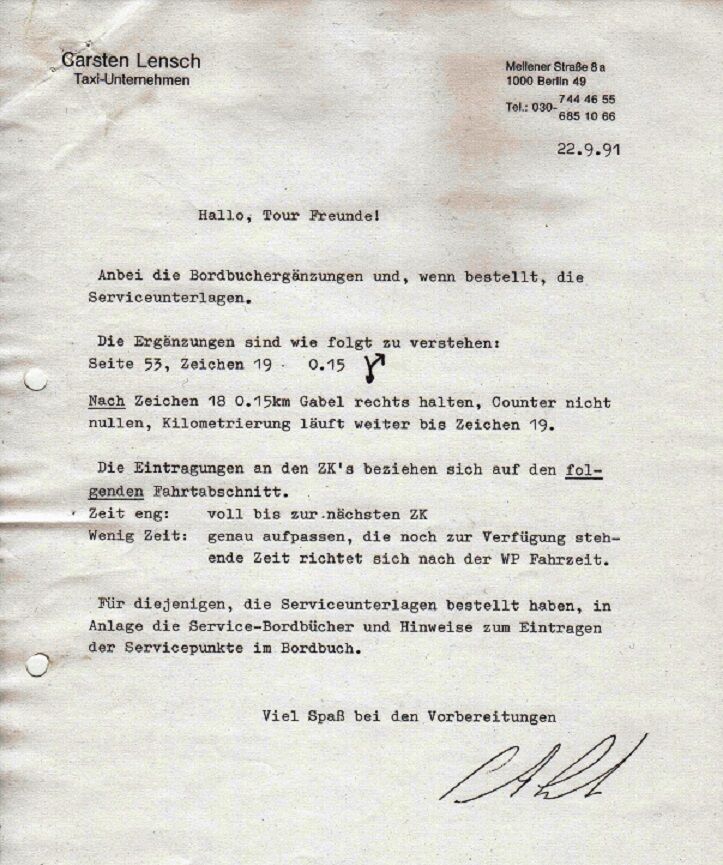 Carsten Lensch
Taxi-Unternehmen
Mellener Straße 8a
1000 Berlin 49
Tel.: 030-744 46 55
685 10 66
22.9.91
Hallo, Tour Freunde!
Anbei die Bordbuchergänzungen und, wenn bestellt, die
Serviceunterlagen.
Die Ergänzungen sind wie folgt zu verstehen:
Seite 53, Zeichen 19 0.15
Nach Zeichen 18 0.15km Gabel rechts halten, Counter nicht
nullen, Kilometrierung läuft weiter bis Zeichen 19.
Die Eintragungen an den ZK's beziehen sich auf den fol-
genden Fahrtabschnitt.
Zeit eng: voll bis zur nächsten ZK
Wenig Zeit: genau aufpassen, die noch zur Verfügung steh-
ende Zeit richtet sich nach der WP Fahrzeit.
Für diejenigen, die Serviceunterlagen bestellt haben, in
Anlage die Service-Bordbücher und Hinweise zum Eintragen
der Servicepunkte im Bordbuch.
Viel Spaß bei den Vorbereitungen